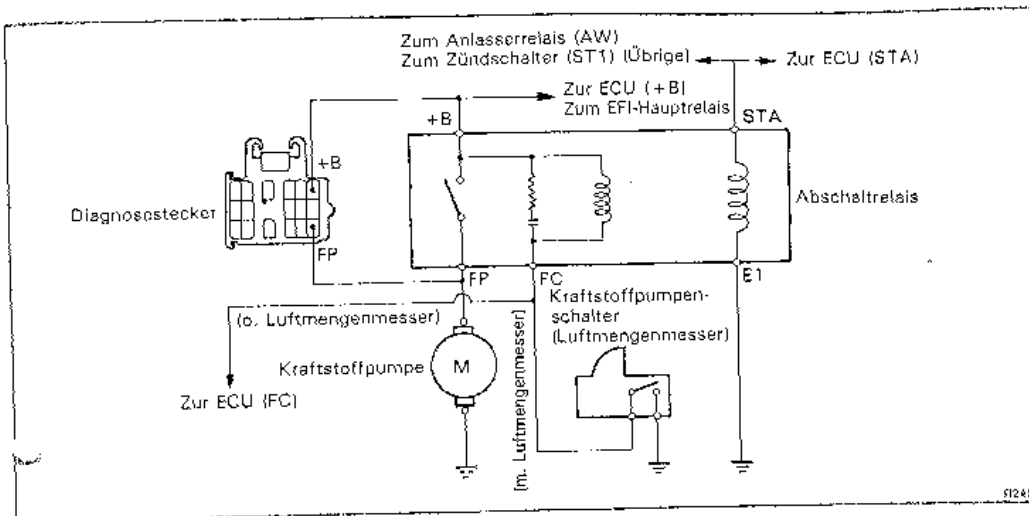 Zum Anlasserrelais (AW)
Zum Zündschalter (ST1) (Übrige)
Zur ECU (STA)
Zur ECU (+B)
Zum EFI-Hauptrelais
+B
STA
+B
Diagnosestecker
Abschaltrelais
FP
FP
FC
E1
(o. Luftmengenmesser)
Kraftstoffpumpen-
schalter
(Luftmengenmesser)
Kraftstoffpumpe
M
Zur ECU (FC)
(m. Luftmengenmesser)